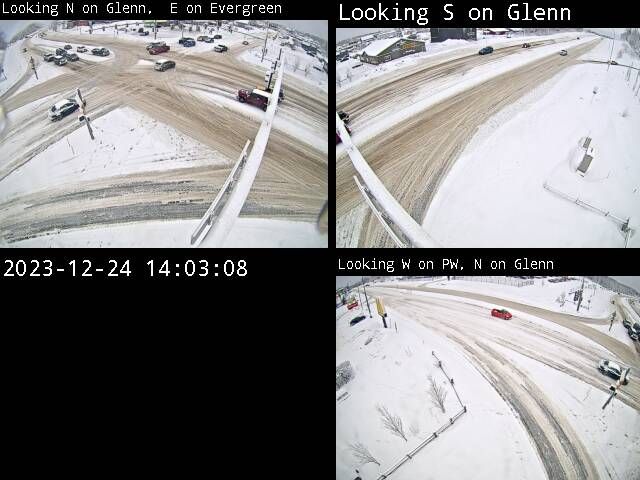 Looking N on Glenn,  E on Evergreen
Looking S on Glenn
2023-12-24 14:03:08
Looking W on PW, N on Glenn